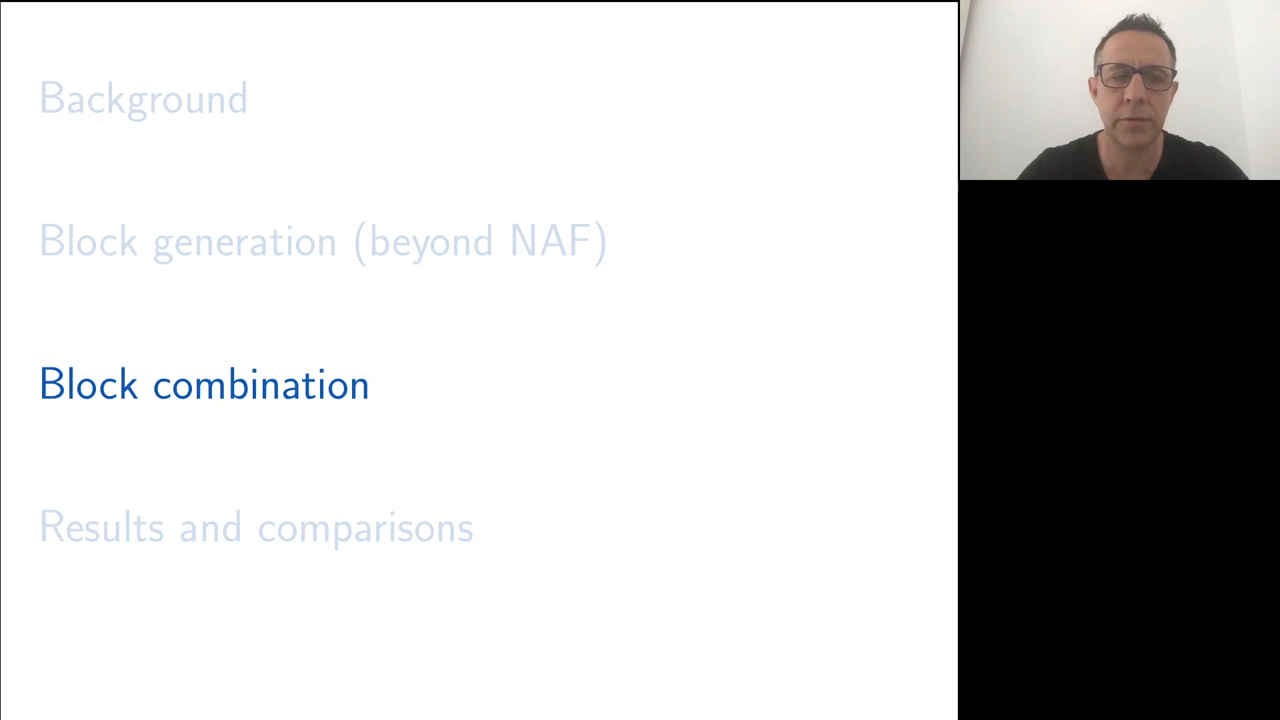 Background
Block generation (beyond NAF)
Block combination
Results and comparisons